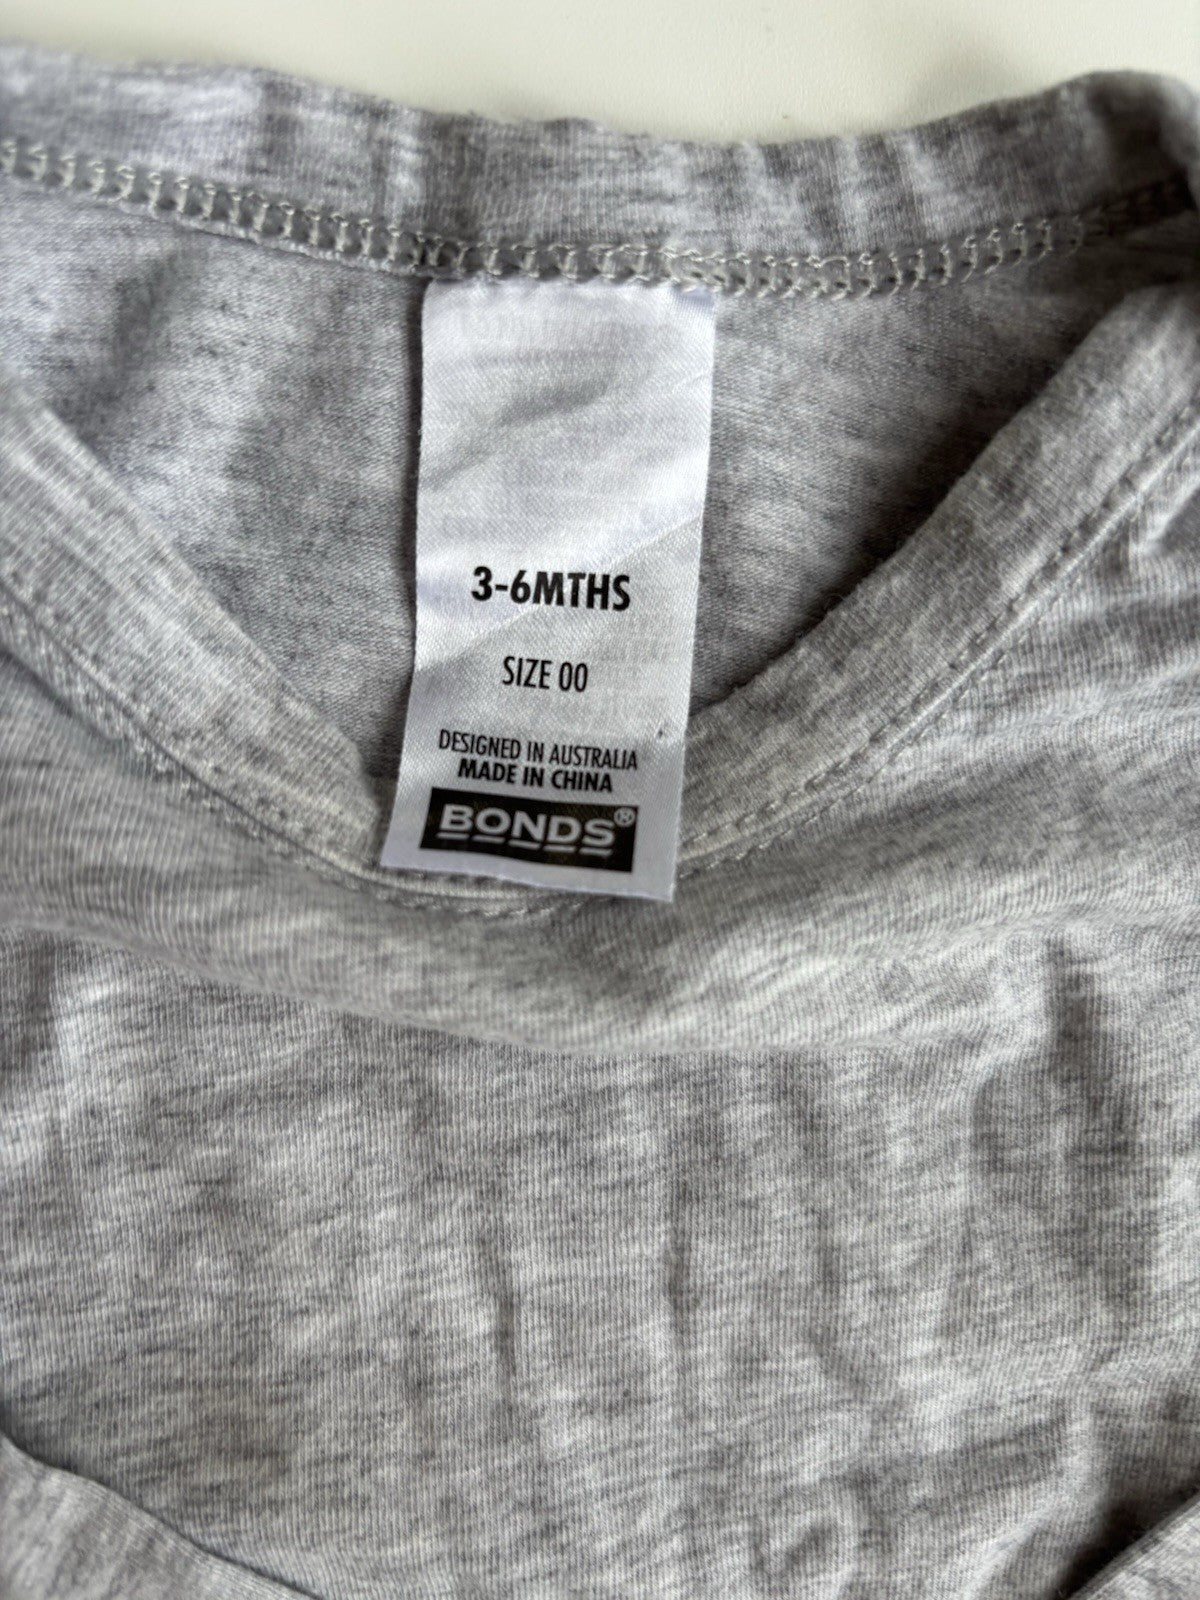 3-6MTHS
SIZE 00
DESIGNED IN AUSTRALIA
MADE IN CHINA
BONDS®